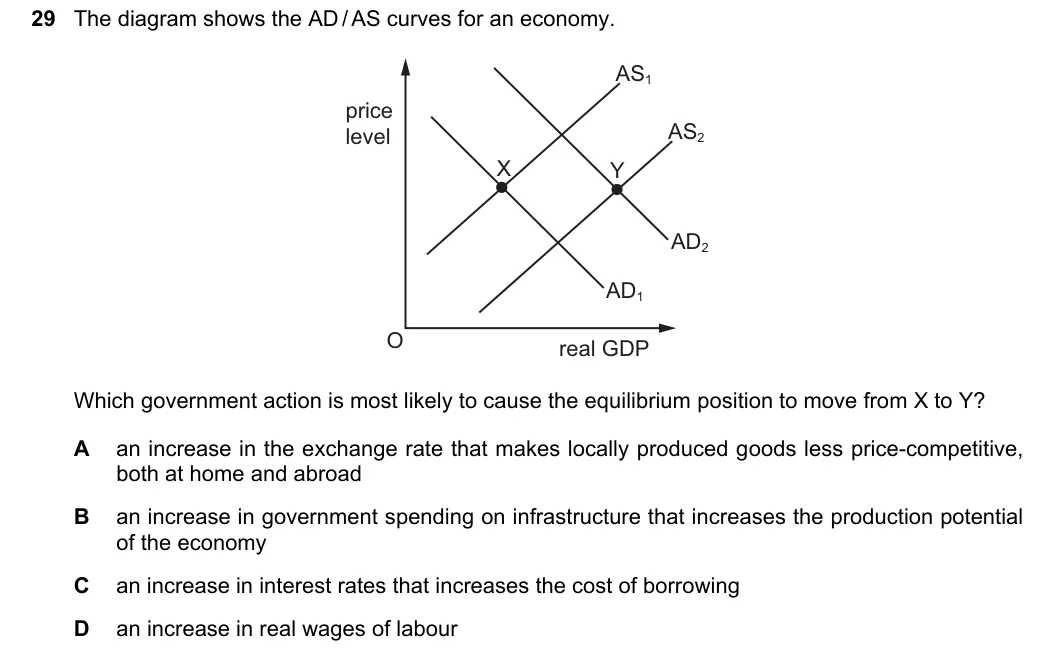 29 The diagram shows the AD / AS curves for an economy.
AS₁
price
level
AS₂
X
Y
AD₂
AD₁
O
real GDP
Which government action is most likely to cause the equilibrium position to move from X to Y?
A an increase in the exchange rate that makes locally produced goods less price-competitive,
both at home and abroad
B an increase in government spending on infrastructure that increases the production potential
of the economy
C an increase in interest rates that increases the cost of borrowing
D an increase in real wages of labour